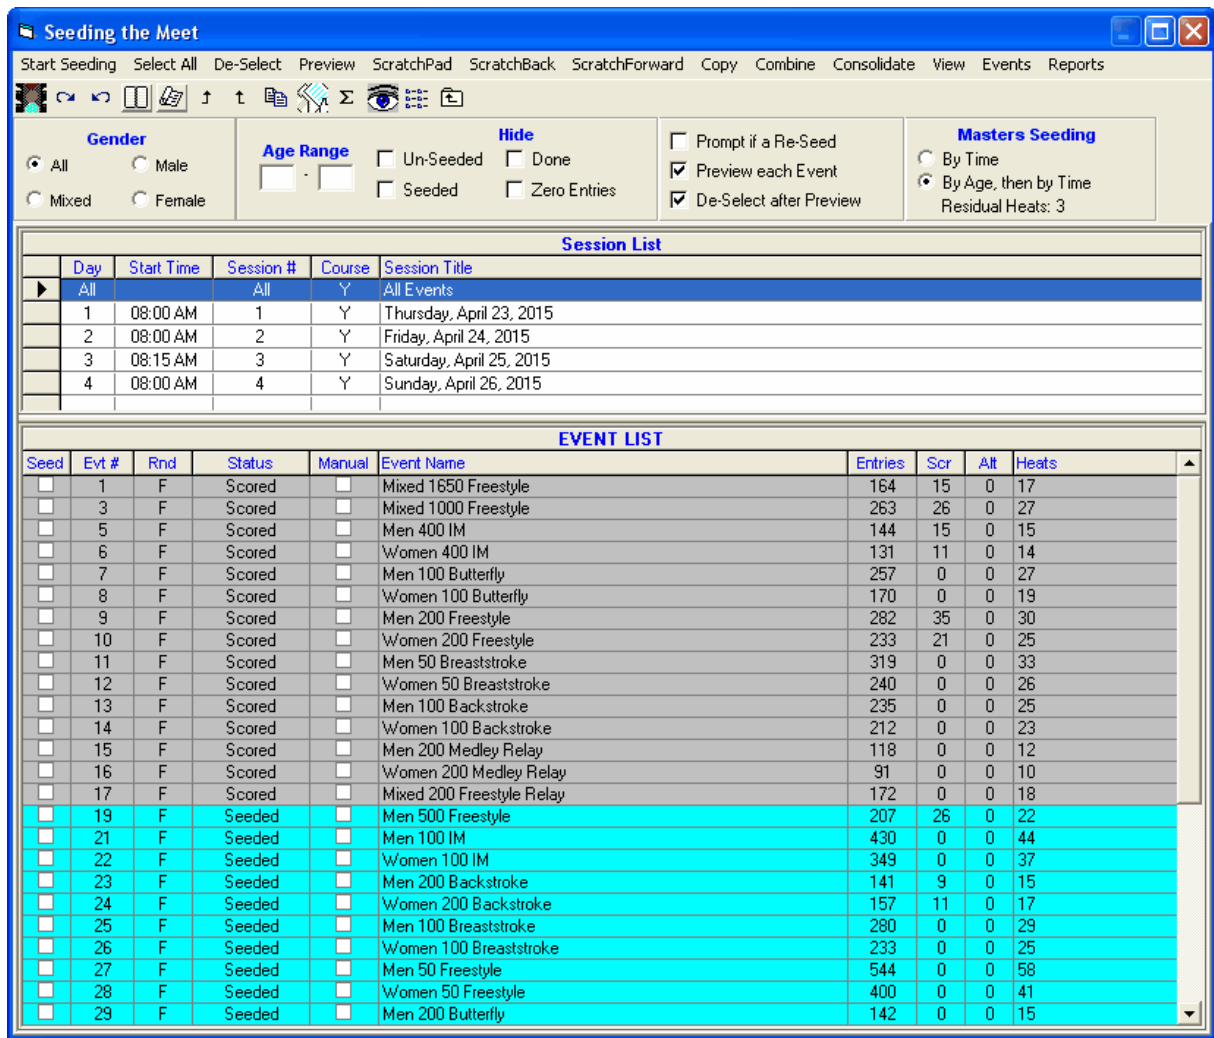 Seeding the Meet
Start Seeding Select All De-Select Preview ScratchPad ScratchBack ScratchForward Copy Combine Consolidate View Events Reports
Gender
All Male
Mixed Female
Age Range
-
Hide
Un-Seeded Done
Seeded Zero Entries
Prompt if a Re-Seed
Preview each Event
De-Select after Preview
Masters Seeding
By Time
By Age, then by Time
Residual Heats: 3
Session List
Day Start Time Session # Course Session Title
All All Y All Events
1 08:00 AM 1 Y Thursday, April 23, 2015
2 08:00 AM 2 Y Friday, April 24, 2015
3 08:15 AM 3 Y Saturday, April 25, 2015
4 08:00 AM 4 Y Sunday, April 26, 2015
EVENT LIST
Seed Evt # Rnd Status Manual Event Name Entries Scr Alt Heats
1 F Scored Mixed 1650 Freestyle 164 15 0 17
3 F Scored Mixed 1000 Freestyle 263 26 0 27
5 F Scored Men 400 IM 144 15 0 15
6 F Scored Women 400 IM 131 11 0 14
7 F Scored Men 100 Butterfly 257 0 0 27
8 F Scored Women 100 Butterfly 170 0 0 19
9 F Scored Men 200 Freestyle 282 35 0 30
10 F Scored Women 200 Freestyle 233 21 0 25
11 F Scored Men 50 Breaststroke 319 0 0 33
12 F Scored Women 50 Breaststroke 240 0 0 26
13 F Scored Men 100 Backstroke 235 0 0 25
14 F Scored Women 100 Backstroke 212 0 0 23
15 F Scored Men 200 Medley Relay 118 0 0 12
16 F Scored Women 200 Medley Relay 91 0 0 10
17 F Scored Mixed 200 Freestyle Relay 172 0 0 18
19 F Seeded Men 500 Freestyle 207 26 0 22
21 F Seeded Men 100 IM 430 0 0 44
22 F Seeded Women 100 IM 349 0 0 37
23 F Seeded Men 200 Backstroke 141 9 0 15
24 F Seeded Women 200 Backstroke 157 11 0 17
25 F Seeded Men 100 Breaststroke 280 0 0 29
26 F Seeded Women 100 Breaststroke 233 0 0 25
27 F Seeded Men 50 Freestyle 544 0 0 58
28 F Seeded Women 50 Freestyle 400 0 0 41
29 F Seeded Men 200 Butterfly 142 0 0 15